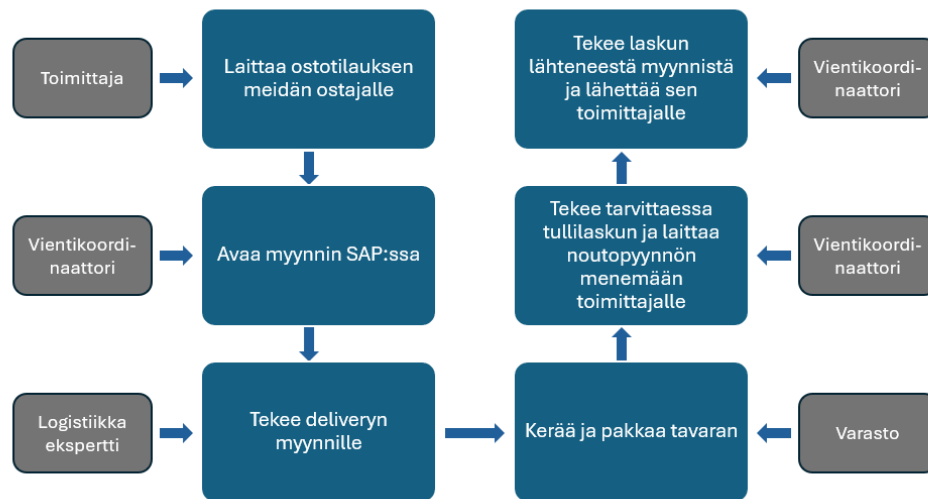 Toimittaja
Laittaa ostotilauksen
meidän ostajalle
Vientikoordi-
naattori
Avaa myynnin SAP:ssa
Logistiikka
ekspertti
Tekee deliveryn
myynnille
Kerää ja pakkaa tavaran
Varasto
Tekee tarvittaessa
tullilaskun ja laittaa
noutopyynnön
menemään
toimittajalle
Vientikoordi-
naattori
Tekee laskun
lähteneestä myynnistä
ja lähettää sen
toimittajalle
Vientikoordi-
naattori